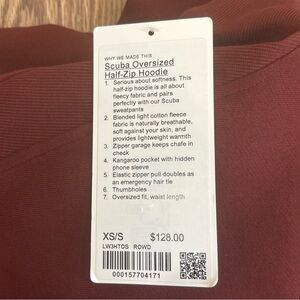 WHY WE MADE THIS
Scuba Oversized
Half-Zip Hoodie
1. Serious about softness. This
half-zip hoodie is all about
fleecy fabric and pairs
perfectly with our Scuba
sweatpants
2. Blended light cotton fleece
fabric is naturally breathable,
soft against your skin, and
provides lightweight warmth
3. Zipper garage keeps chafe in
check
4. Kangaroo pocket with hidden
phone sleeve
5. Elastic zipper pull doubles as
an emergency hair tie
6. Thumbholes
7. Oversized fit, waist length
XS/S $128.00
LW3HTOS ROWD
000157704171